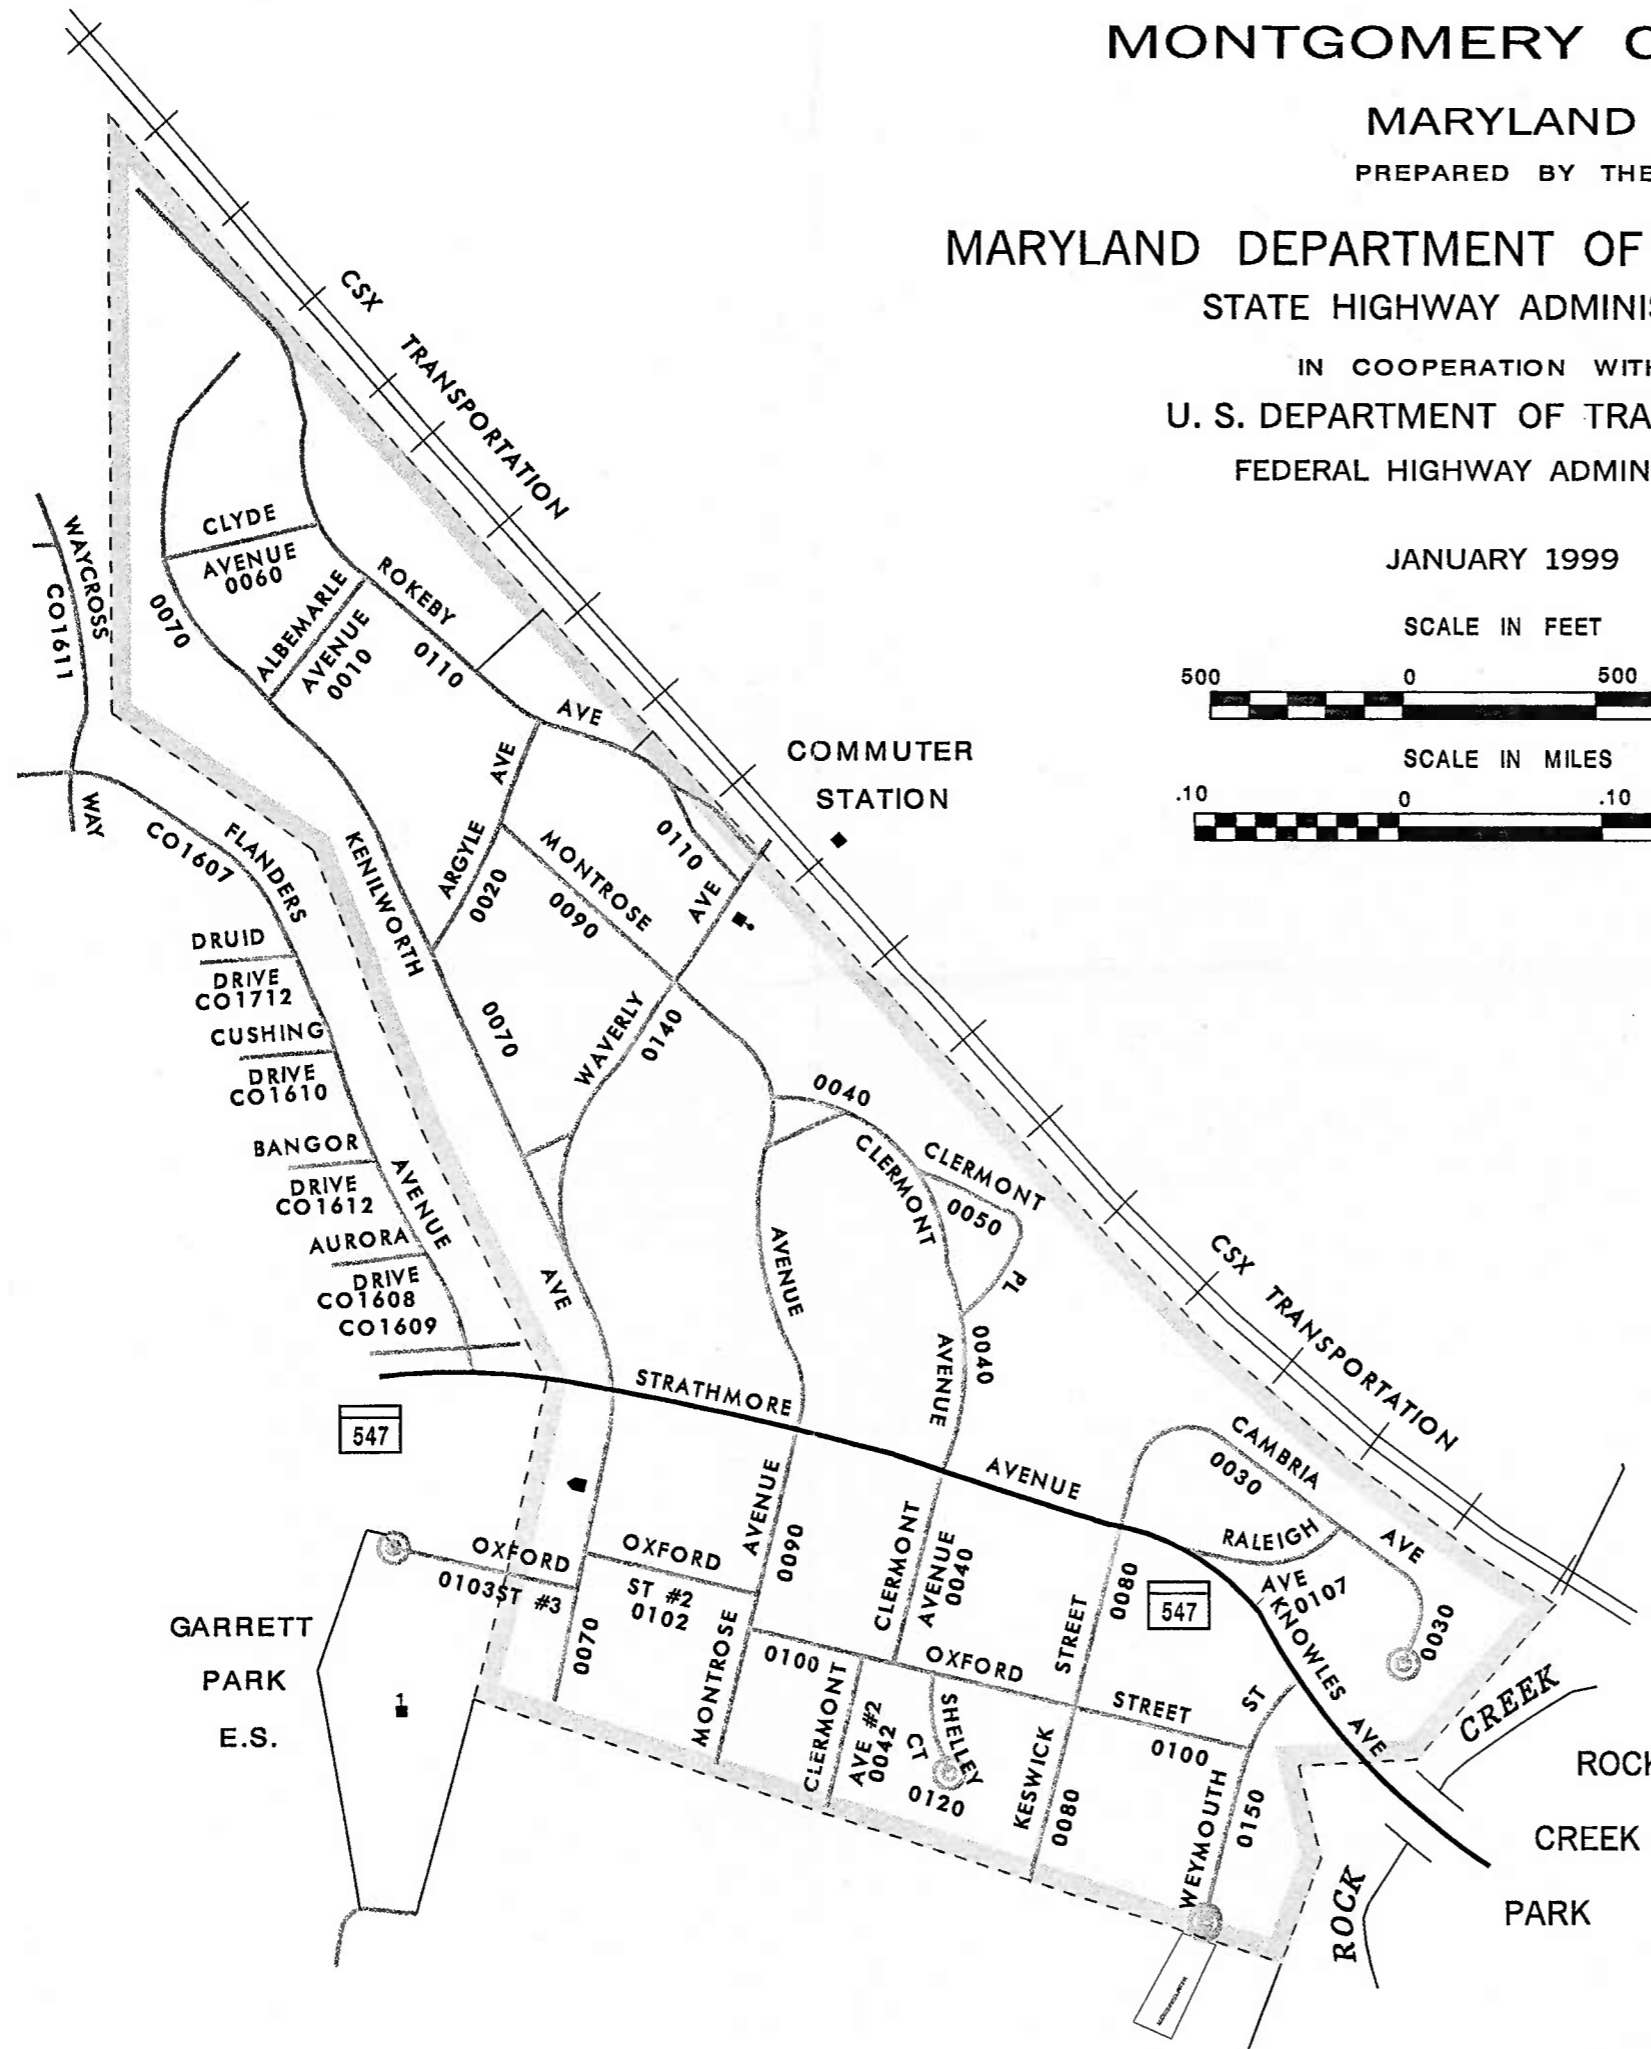 MONTGOMERY C
MARYLAND
PREPARED BY THE
MARYLAND DEPARTMENT OF
STATE HIGHWAY ADMINIS
IN COOPERATION WITH
U. S. DEPARTMENT OF TRA
FEDERAL HIGHWAY ADMIN
JANUARY 1999
SCALE IN FEET
500 0 500
SCALE IN MILES
.10 0 .10
CSX TRANSPORTATION
CLYDE
AVENUE
0060
WAYCROSS
CO1611
WAY
0070
ALBEMARLE
AVENUE
0010
ROKEBY
0110
AVE
COMMUTER
STATION
FLANDERS
CO1607
KENILWORTH
ARGYLE AVE
0020
MONTROSE
0090
0110
AVE
DRUID
DRIVE
CO1712
CUSHING
DRIVE
CO1610
0070
WAVERLY
0140
0040
CLERMONT
CLERMONT
0050
PL
BANGOR
DRIVE
CO1612
AVENUE
AURORA
DRIVE
CO1608
CO1609
AVE
AVENUE
AVENUE
0040
CSX TRANSPORTATION
STRATHMORE
AVENUE
547
CAMBRIA
0030
AVE
RALEIGH
AVE
0107
0030
OXFORD
0103ST #3
OXFORD
ST #2
0102
AVENUE
0090
CLERMONT
AVENUE
0040
STREET
0080
547
KNOWLES
AVE
GARRETT
PARK
E.S.
0070
MONTROSE
0100
CLERMONT
AVE #2
0042
OXFORD
SHELLEY
CT
0120
STREET
0100
ST
KESWICK
0080
WEYMOUTH
0150
CREEK
ROCK
ROCK
CREEK
PARK